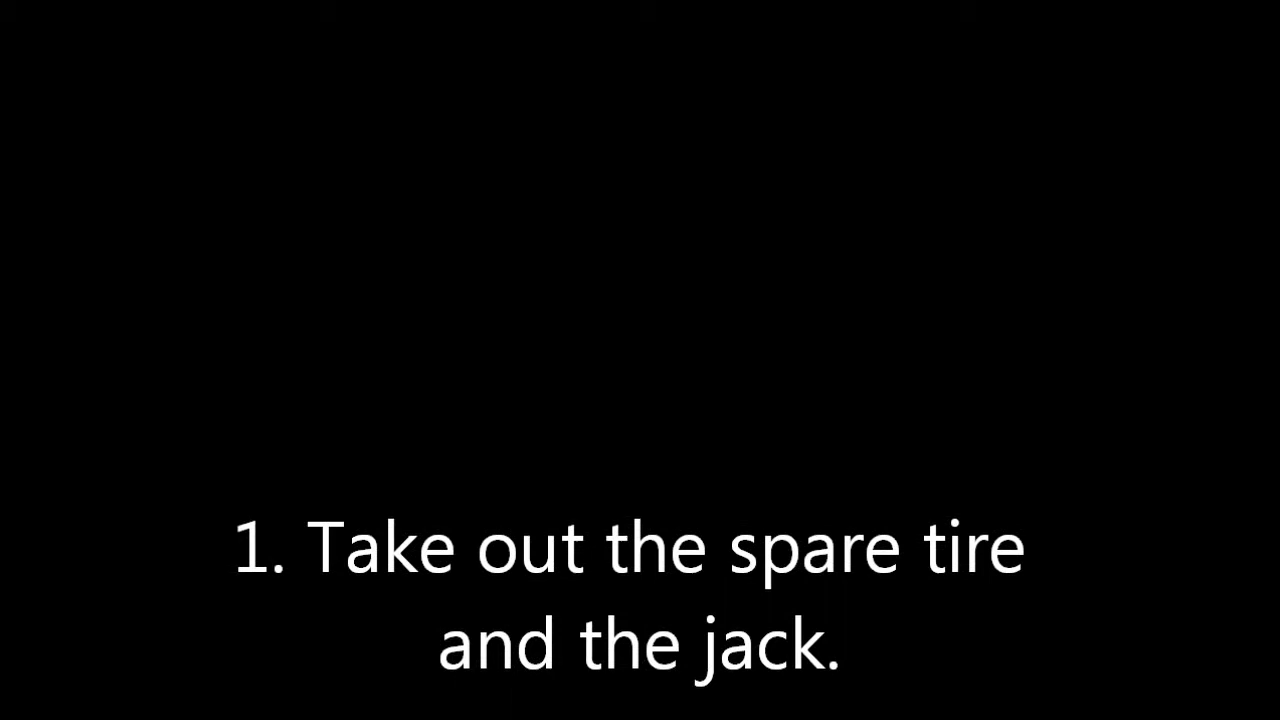 1. Take out the spare tire
and the jack.